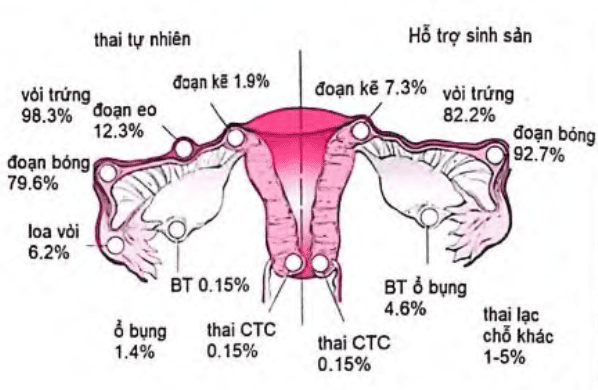 thai tự nhiên
Hỗ trợ sinh sản
đoạn kẽ 1.9%
đoạn kẽ 7.3%
vòi trứng
98.3%
đoạn eo
12.3%
vòi trứng
82.2%
đoạn bóng
92.7%
đoạn bóng
79.6%
loa vòi
6.2%
BT 0.15%
BT ổ bụng
4.6%
ổ bụng
1.4%
thai CTC
0.15%
thai CTC
0.15%
thai lạc
chỗ khác
1-5%